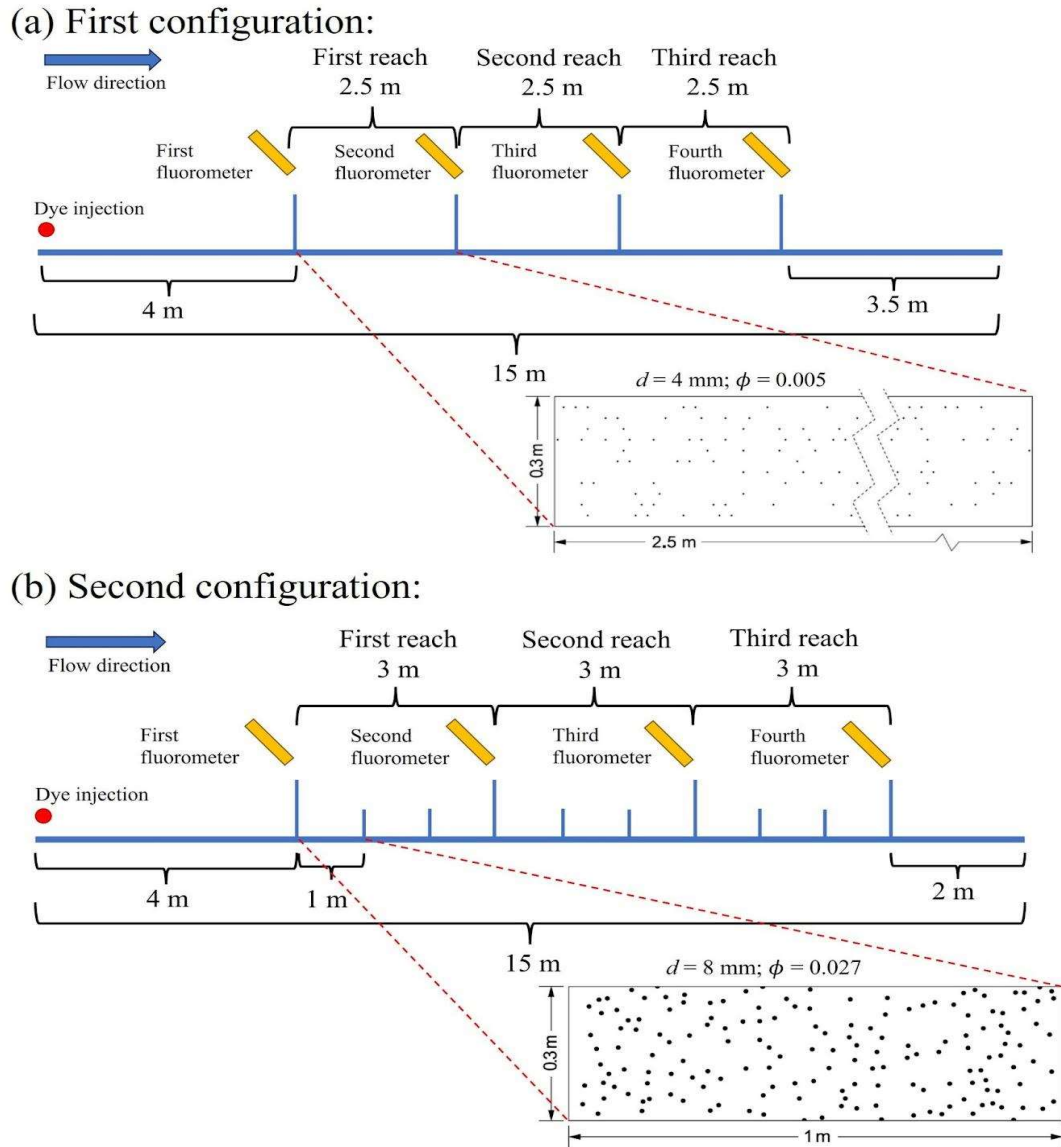 (a) First configuration:
Flow direction
First reach
2.5 m
Second reach
2.5 m
Third reach
2.5 m
First
fluorometer
Second
fluorometer
Third
fluorometer
Fourth
fluorometer
Dye injection
4 m
3.5 m
15 m
d = 4 mm; ϕ = 0.005
0.3 m
2.5 m
(b) Second configuration:
Flow direction
First reach
3 m
Second reach
3 m
Third reach
3 m
First
fluorometer
Second
fluorometer
Third
fluorometer
Fourth
fluorometer
Dye injection
4 m
1 m
2 m
15 m
d = 8 mm; ϕ = 0.027
0.3 m
1 m